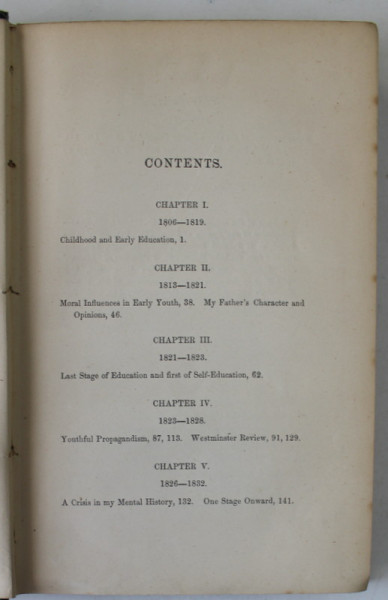 CONTENTS.
CHAPTER I.
1806—1819.
Childhood and Early Education, 1.
CHAPTER II.
1813—1821.
Moral Influences in Early Youth, 38. My Father's Character and
Opinions, 46.
CHAPTER III.
1821—1823.
Last Stage of Education and first of Self-Education, 62.
CHAPTER IV.
1823—1828.
Youthful Propagandism, 87, 113. Westminster Review, 91, 129.
CHAPTER V.
1826—1832.
A Crisis in my Mental History, 132. One Stage Onward, 141.